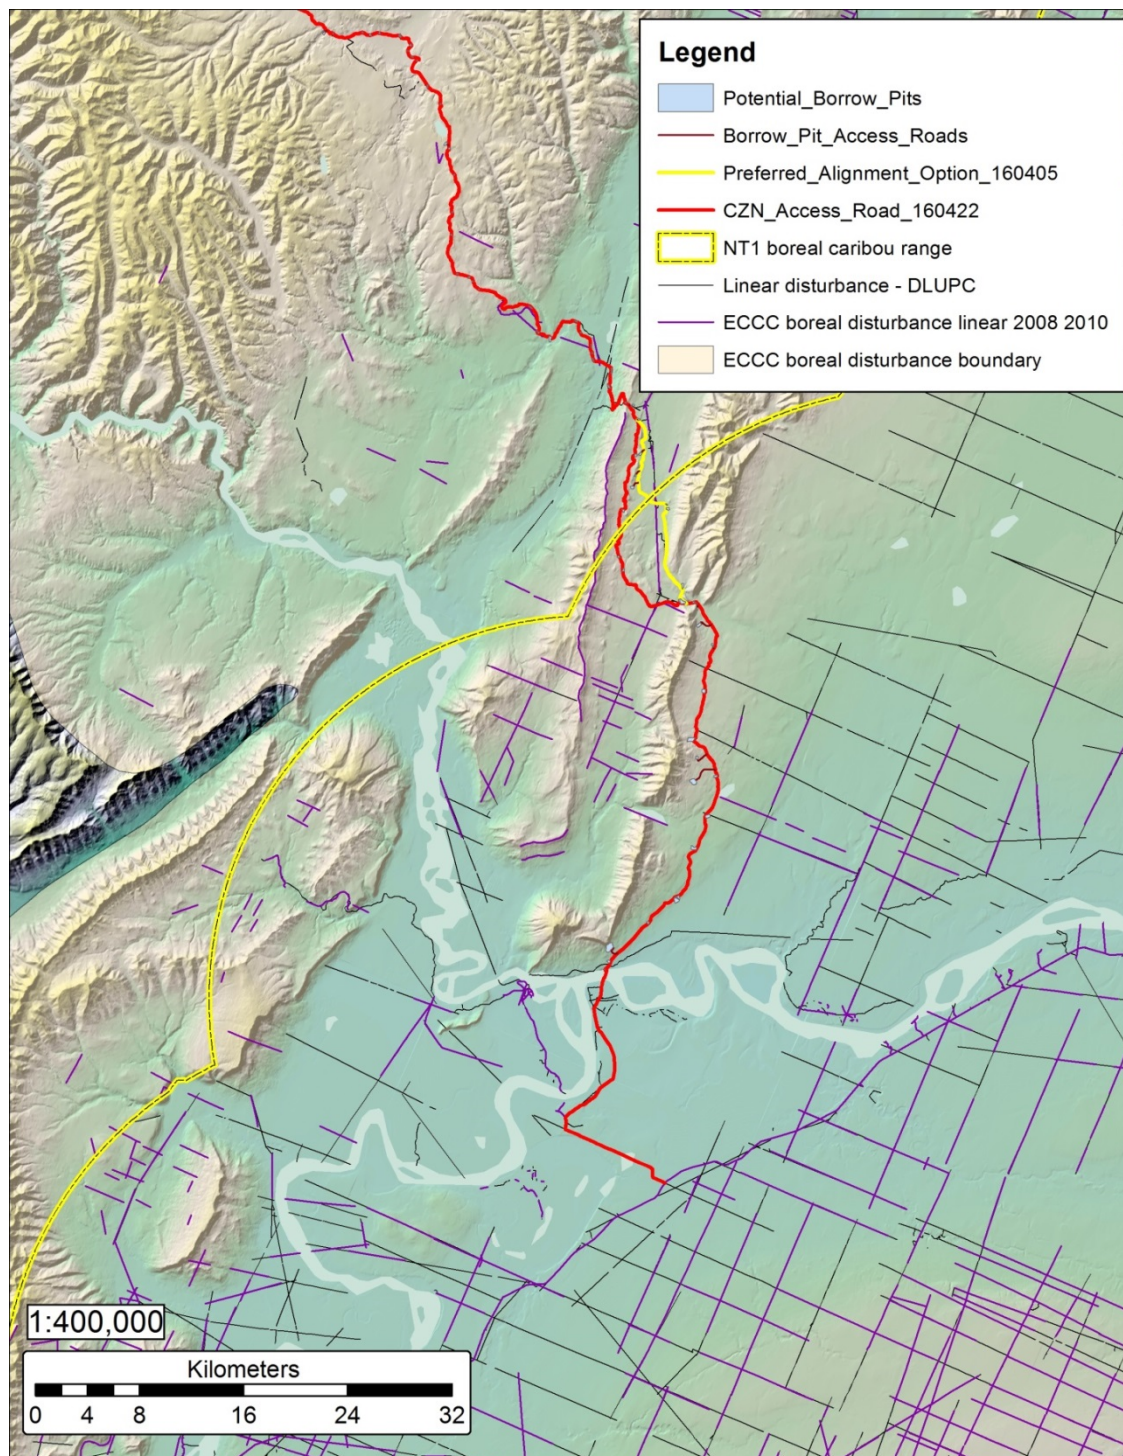 Legend
Potential_Borrow_Pits
Borrow_Pit_Access_Roads
Preferred_Alignment_Option_160405
CZN_Access_Road_160422
NT1 boreal caribou range
Linear disturbance - DLUPC
ECCC boreal disturbance linear 2008 2010
ECCC boreal disturbance boundary
1:400,000
Kilometers
0 4 8 16 24 32